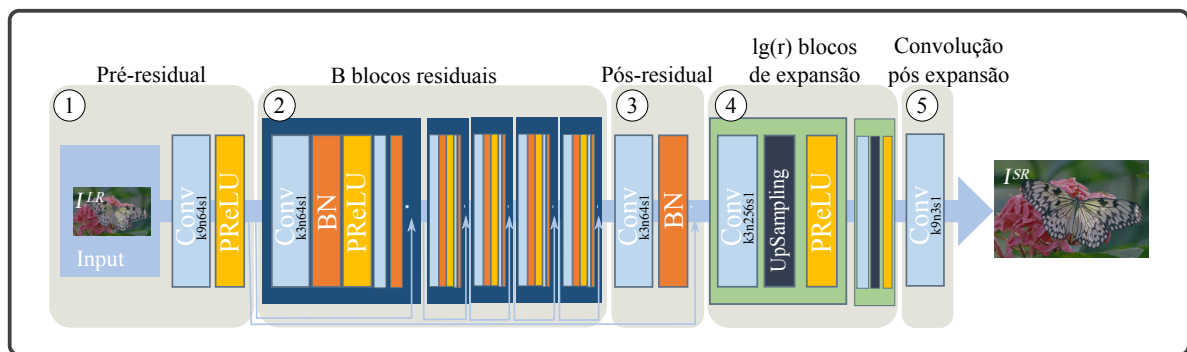 Pré-residual
B blocos residuais
Pós-residual
lg(r) blocos
de expansão
Convolução
pós expansão
1
2
3
4
5
I^LR
Input
Conv
k9n64s1
PReLU
Conv
k3n64s1
BN
PReLU
Conv
k3n64s1
BN
Conv
k3n256s1
UpSampling
PReLU
Conv
k9n3s1
I^SR